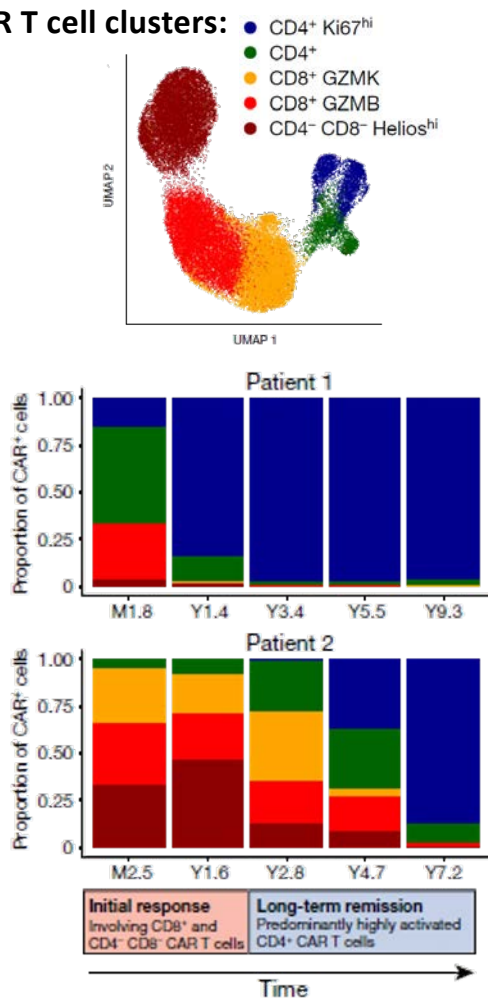 R T cell clusters:
CD4⁺ Ki67ʰⁱ
CD4⁺
CD8⁺ GZMK
CD8⁺ GZMB
CD4⁻ CD8⁻ Heliosʰⁱ
UMAP 2
UMAP 1
Patient 1
Proportion of CAR⁺ cells
1.00
0.75
0.50
0.25
0
M1.8 Y1.4 Y3.4 Y5.5 Y9.3
Patient 2
Proportion of CAR⁺ cells
1.00
0.75
0.50
0.25
0
M2.5 Y1.6 Y2.8 Y4.7 Y7.2
Initial response
Involving CD8⁺ and
CD4⁻ CD8⁻ CAR T cells
Long-term remission
Predominantly highly activated
CD4⁺ CAR T cells
Time